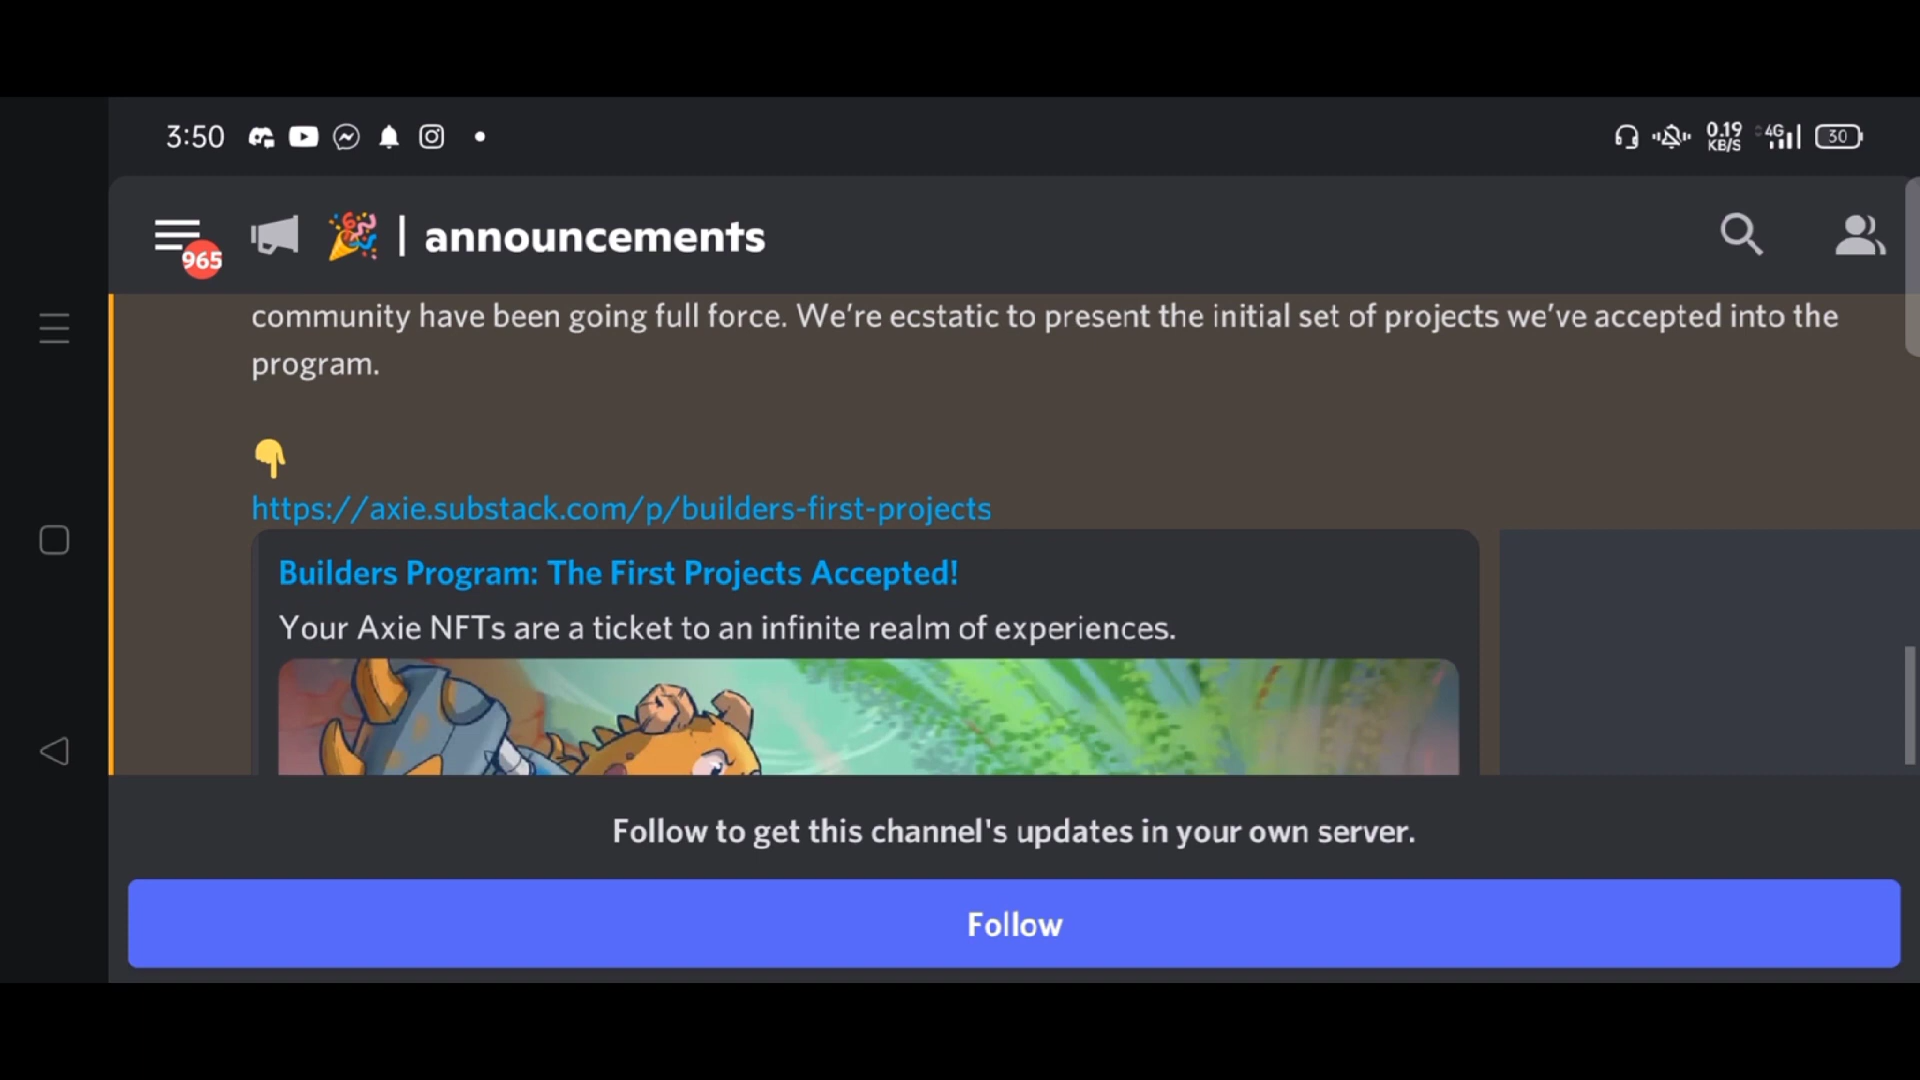 3:50
0.19
KB/S
4G
30
965
| announcements
community have been going full force. We're ecstatic to present the initial set of projects we've accepted into the
program.
https://axie.substack.com/p/builders-first-projects
Builders Program: The First Projects Accepted!
Your Axie NFTs are a ticket to an infinite realm of experiences.
Follow to get this channel's updates in your own server.
Follow